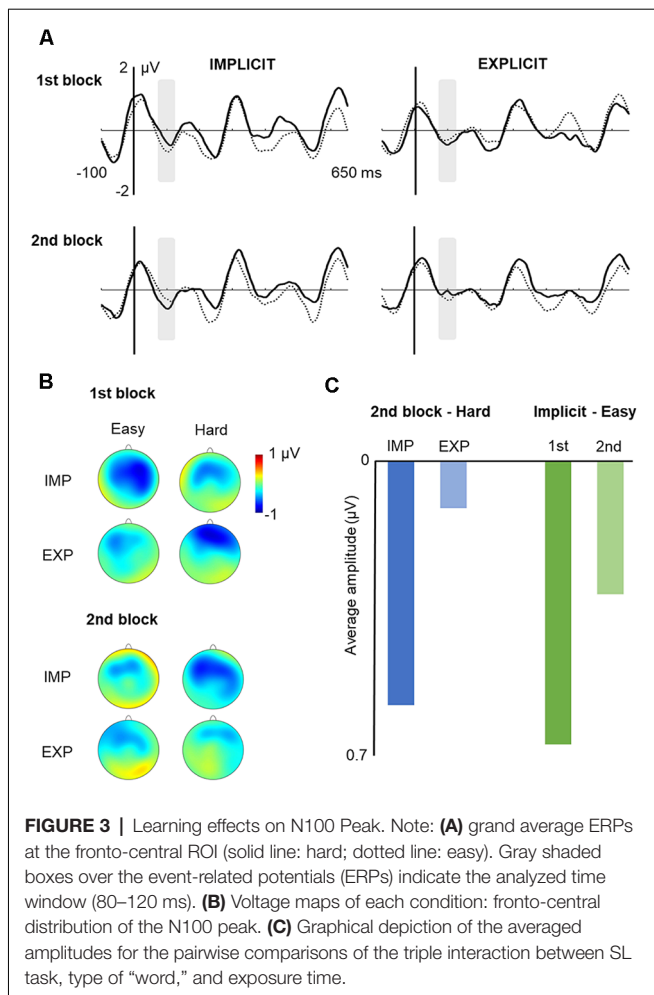 A
2
µV
IMPLICIT
EXPLICIT
1st block
-100
-2
650 ms
2nd block
B
1st block
Easy
Hard
1 µV
-1
IMP
EXP
2nd block
IMP
EXP
C
2nd block - Hard
Implicit - Easy
0
IMP
EXP
1st
2nd
Average amplitude (µV)
0.7
FIGURE 3 | Learning effects on N100 Peak. Note: (A) grand average ERPs
at the fronto-central ROI (solid line: hard; dotted line: easy). Gray shaded
boxes over the event-related potentials (ERPs) indicate the analyzed time
window (80–120 ms). (B) Voltage maps of each condition: fronto-central
distribution of the N100 peak. (C) Graphical depiction of the averaged
amplitudes for the pairwise comparisons of the triple interaction between SL
task, type of “word,” and exposure time.